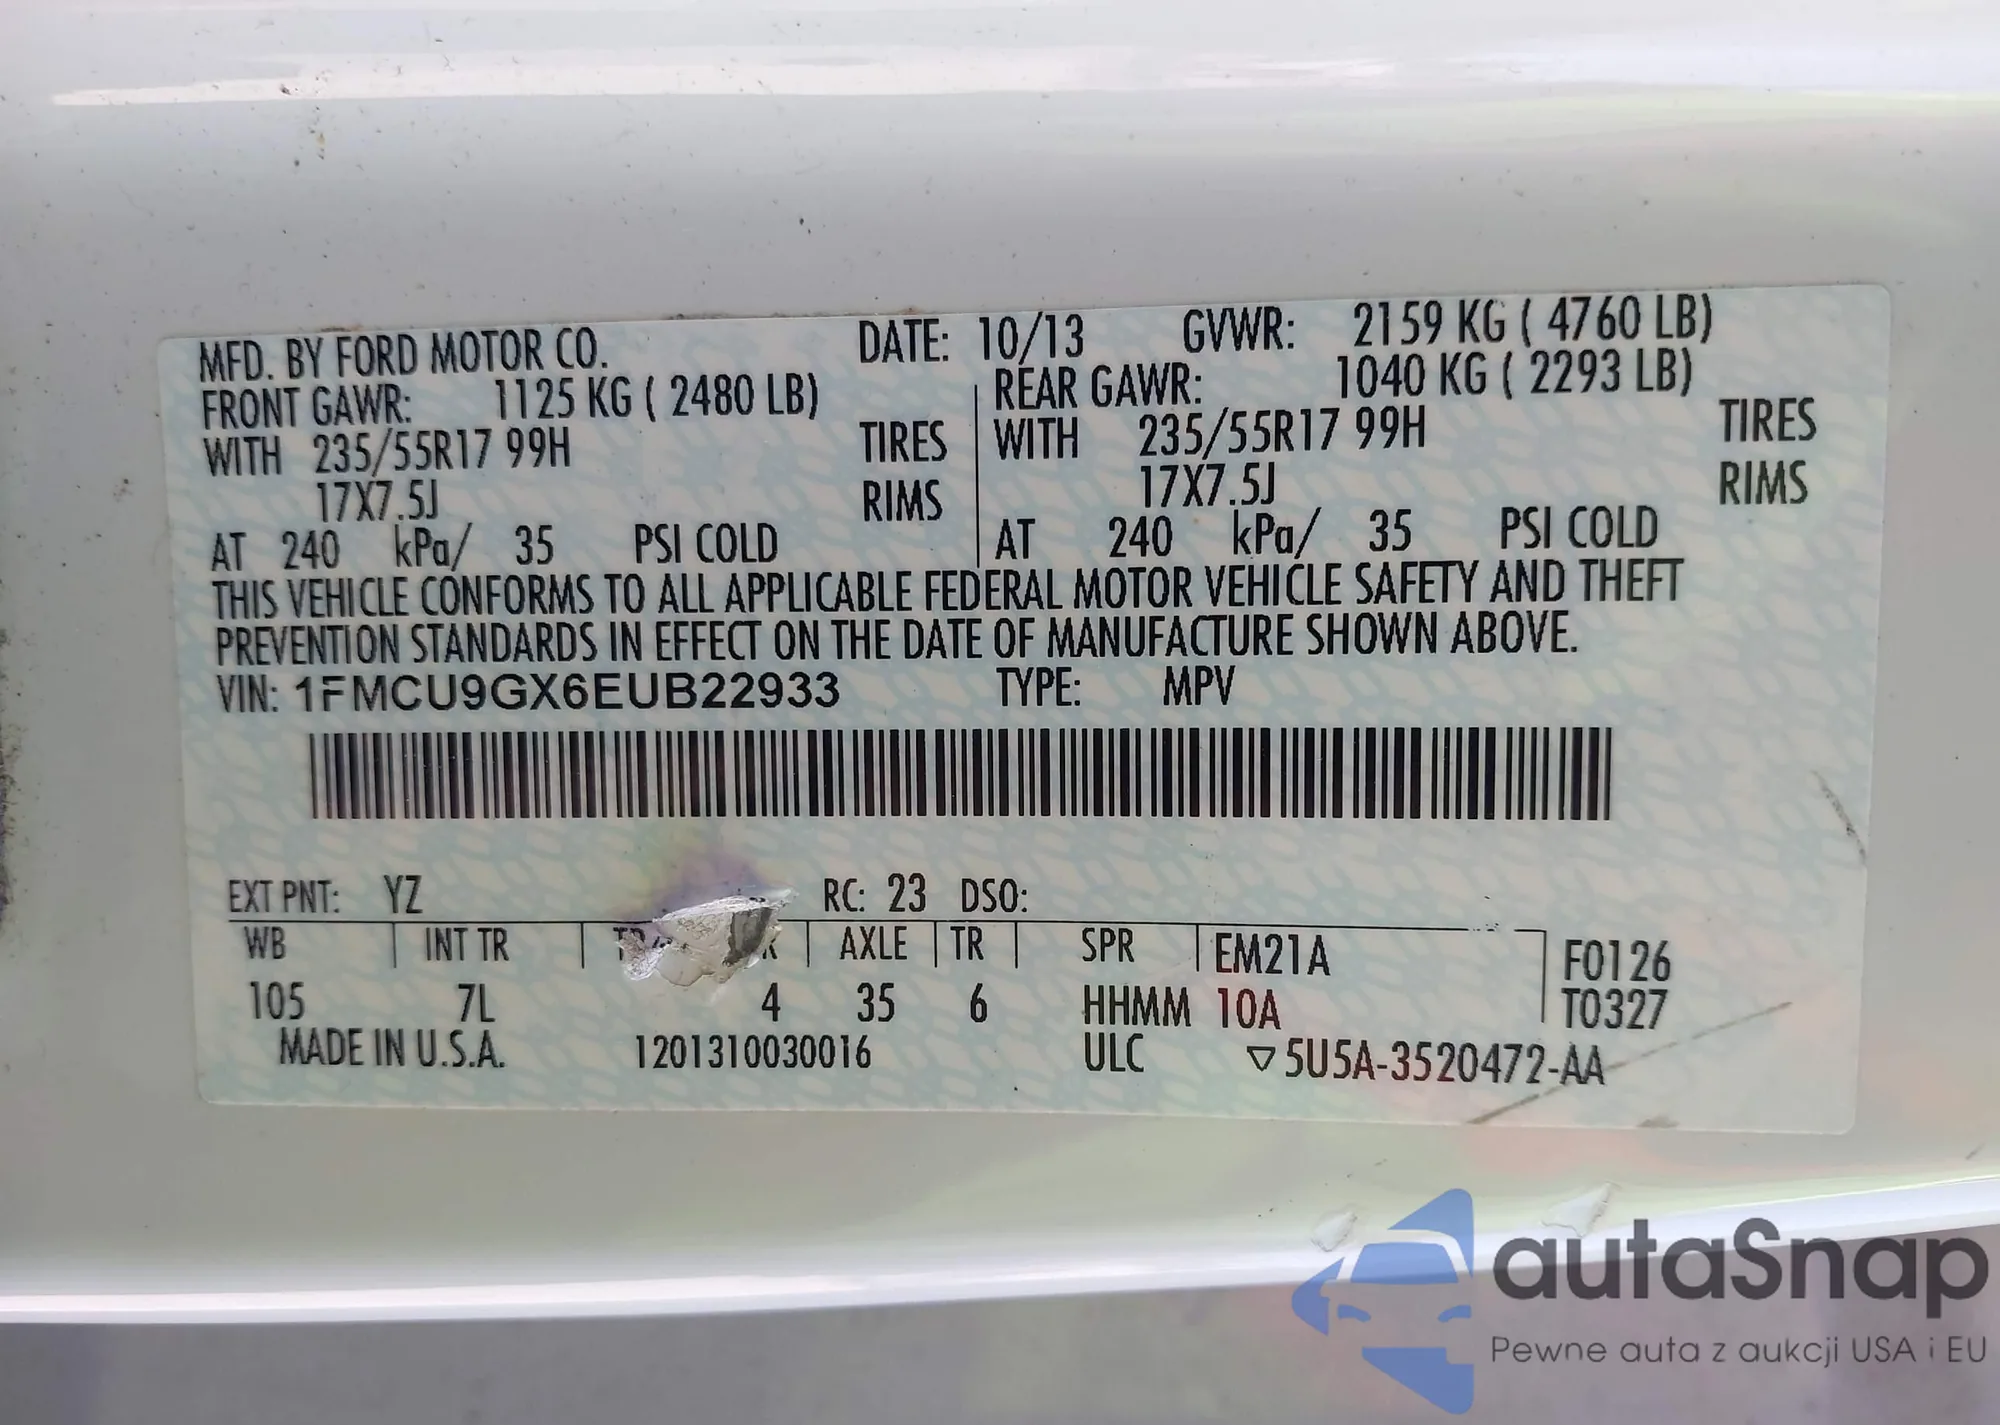 MFD. BY FORD MOTOR CO. DATE: 10/13 GVWR: 2159 KG ( 4760 LB)
FRONT GAWR: 1125 KG ( 2480 LB) REAR GAWR: 1040 KG ( 2293 LB)
WITH 235/55R17 99H TIRES WITH 235/55R17 99H TIRES
17X7.5J RIMS 17X7.5J RIMS
AT 240 kPa/ 35 PSI COLD AT 240 kPa/ 35 PSI COLD
THIS VEHICLE CONFORMS TO ALL APPLICABLE FEDERAL MOTOR VEHICLE SAFETY AND THEFT
PREVENTION STANDARDS IN EFFECT ON THE DATE OF MANUFACTURE SHOWN ABOVE.
VIN: 1FMCU9GX6EUB22933 TYPE: MPV
EXT PNT: YZ RC: 23 DSO:
WB INT TR AXLE TR SPR EM21A F0126
105 7L 4 35 6 HHMM 10A T0327
MADE IN U.S.A. 1201310030016 ULC ▽5U5A-3520472-AA
autaSnap
Pewne auta z aukcji USA i EU